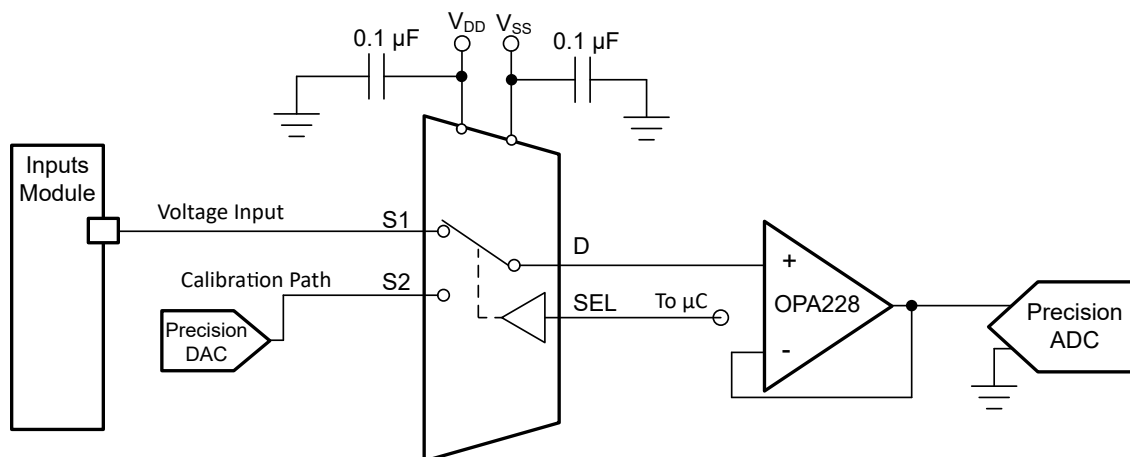 V_DD
V_SS
0.1 µF
0.1 µF
Inputs
Module
Voltage Input
S1
D
Calibration Path
S2
SEL
To µC
Precision
DAC
+
OPA228
-
Precision
ADC